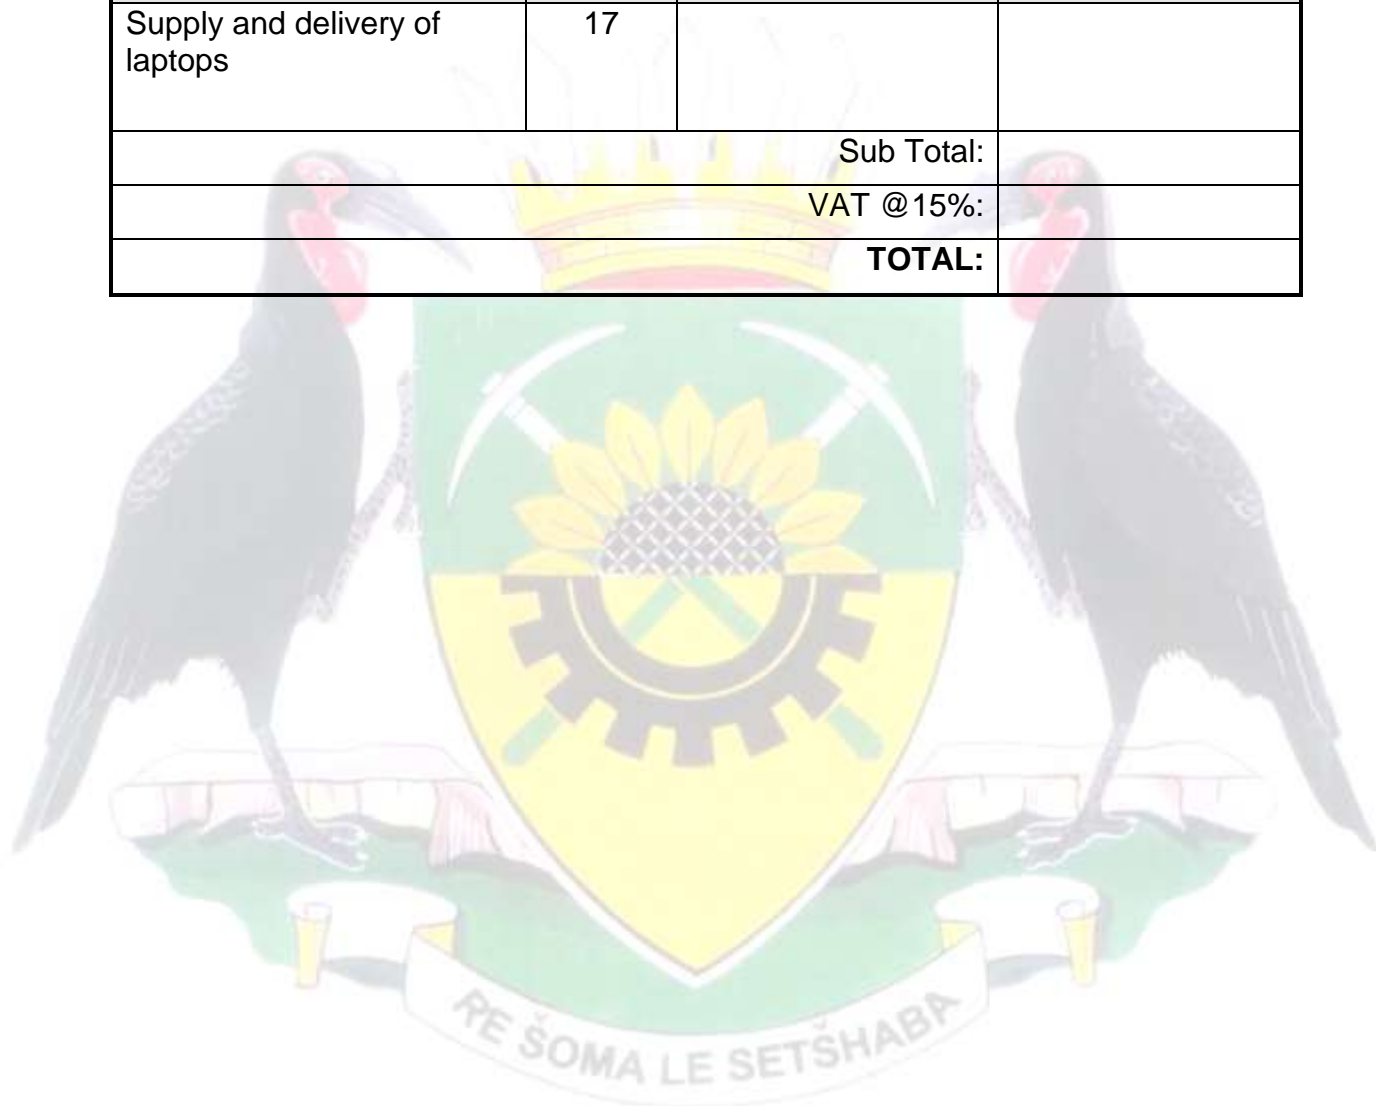 Supply and delivery of 17
laptops
Sub Total:
VAT @15%:
TOTAL:
RE ŠOMA LE SETŠHABA